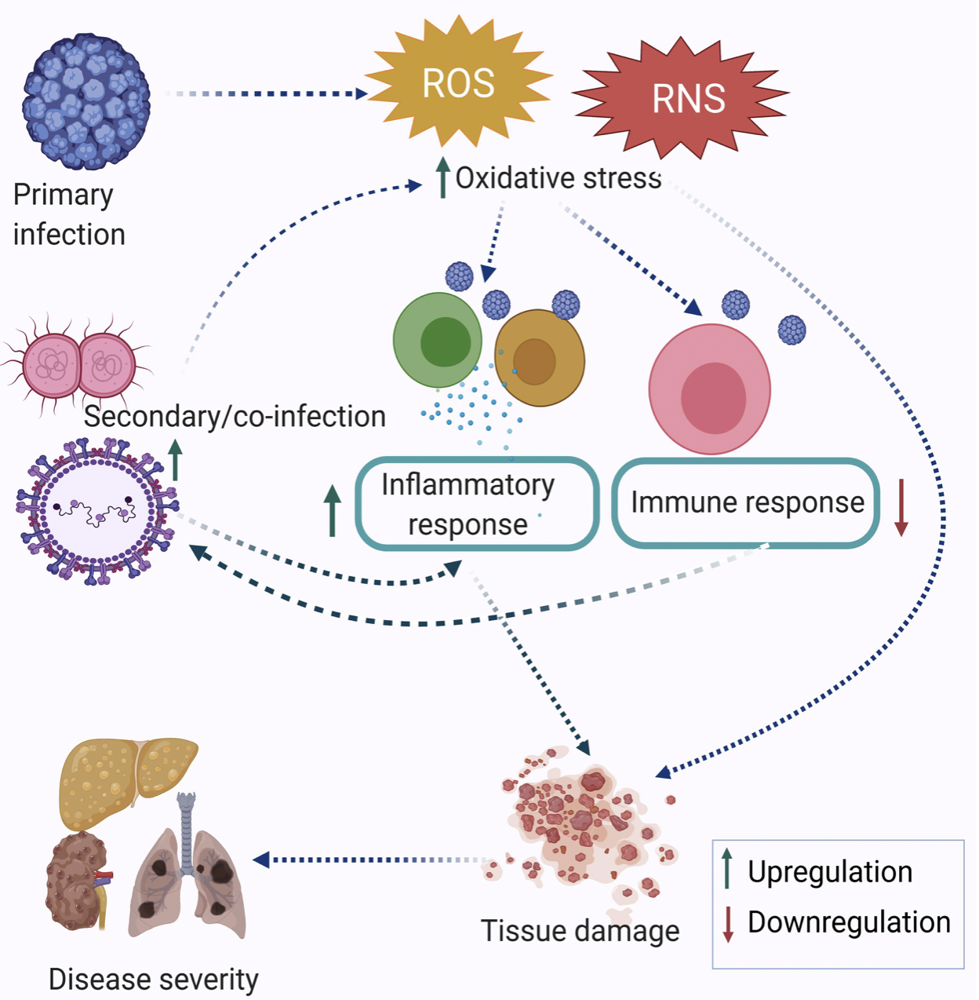 ROS
RNS
Oxidative stress
Primary
infection
Secondary/co-infection
Inflammatory
response
Immune response
Tissue damage
Disease severity
Upregulation
Downregulation